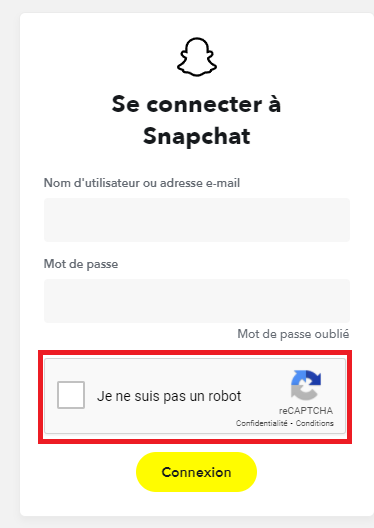 Se connecter à
Snapchat
Nom d'utilisateur ou adresse e-mail
Mot de passe
Mot de passe oublié
Je ne suis pas un robot
reCAPTCHA
Confidentialité - Conditions
Connexion